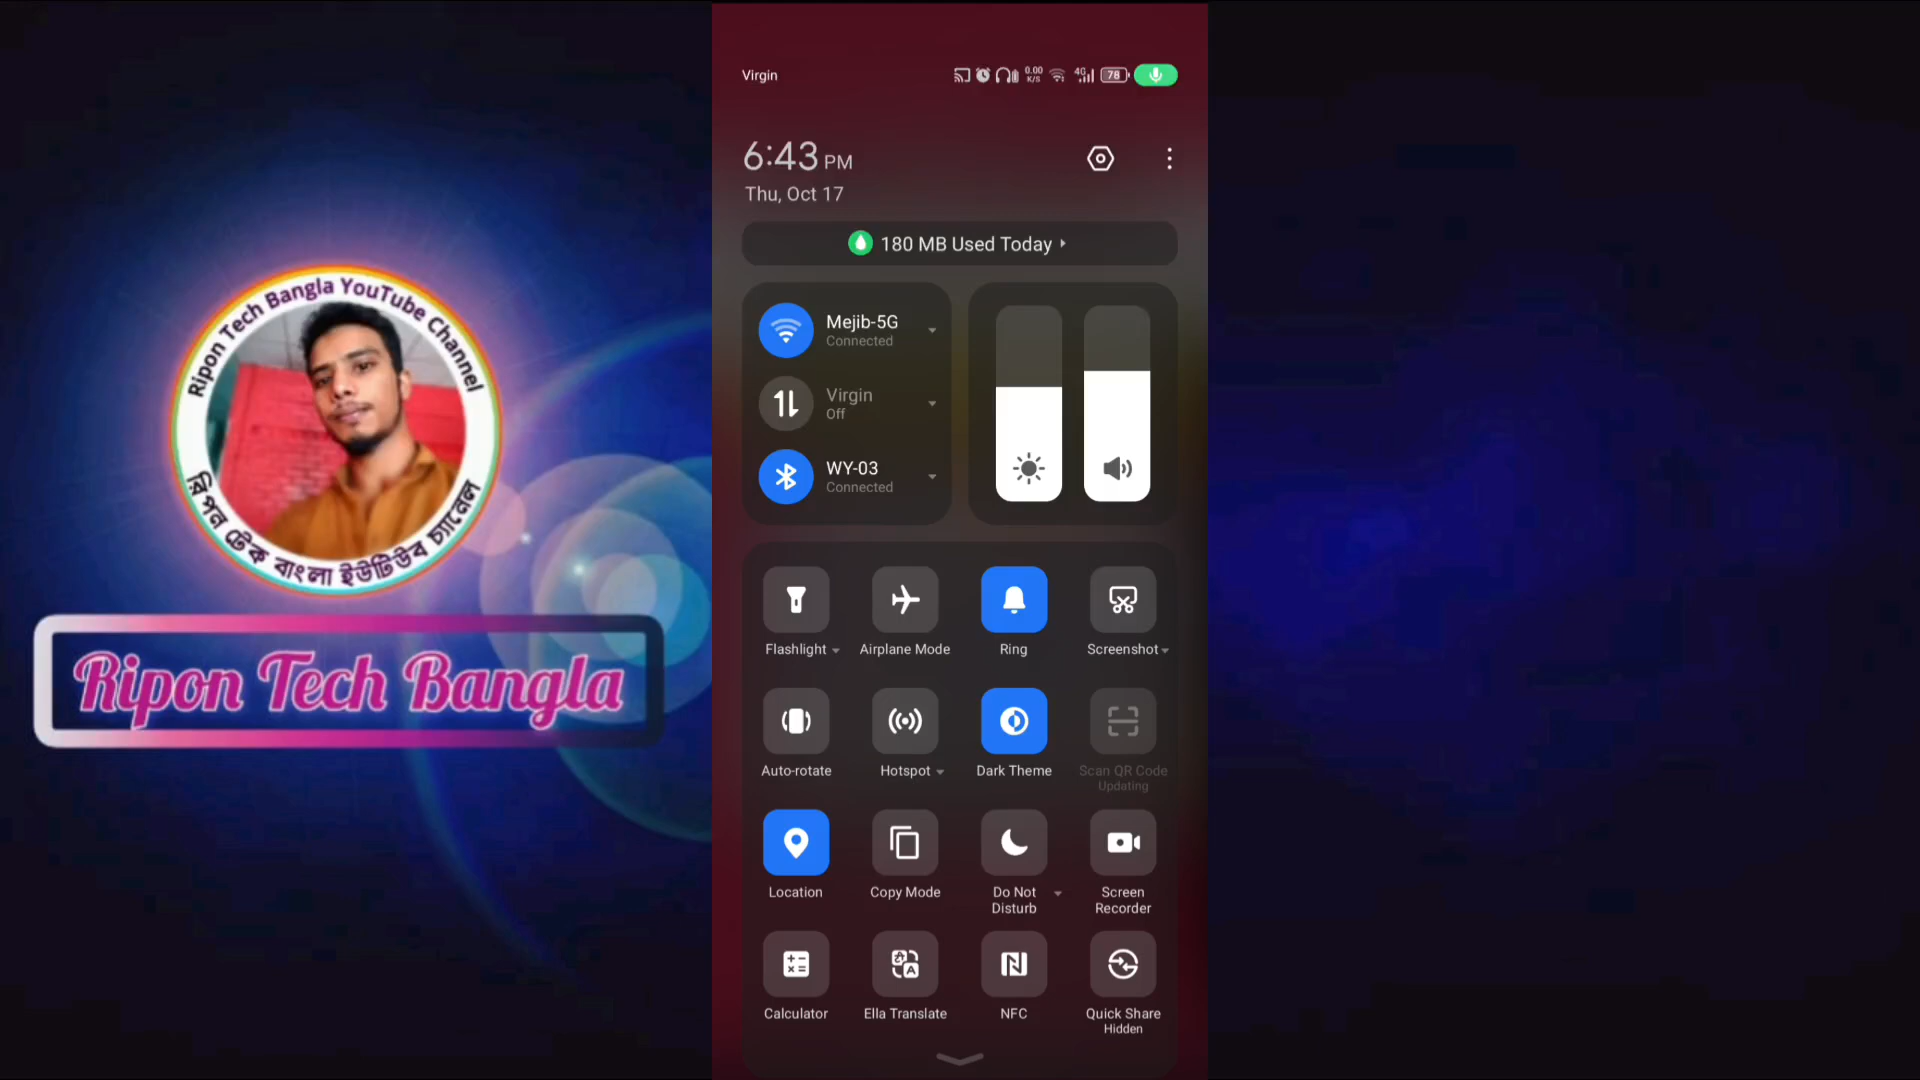 Ripon Tech Bangla YouTube Channel
রিপন টেক বাংলা ইউটিউব চ্যানেল
Ripon Tech Bangla
Virgin
0.00
K/S
4G
78
6:43 PM
Thu, Oct 17
180 MB Used Today
Mejib-5G
Connected
Virgin
Off
WY-03
Connected
Flashlight
Airplane Mode
Ring
Screenshot
Auto-rotate
Hotspot
Dark Theme
Scan QR Code
Updating
Location
Copy Mode
Do Not
Disturb
Screen
Recorder
Calculator
Ella Translate
NFC
Quick Share
Hidden